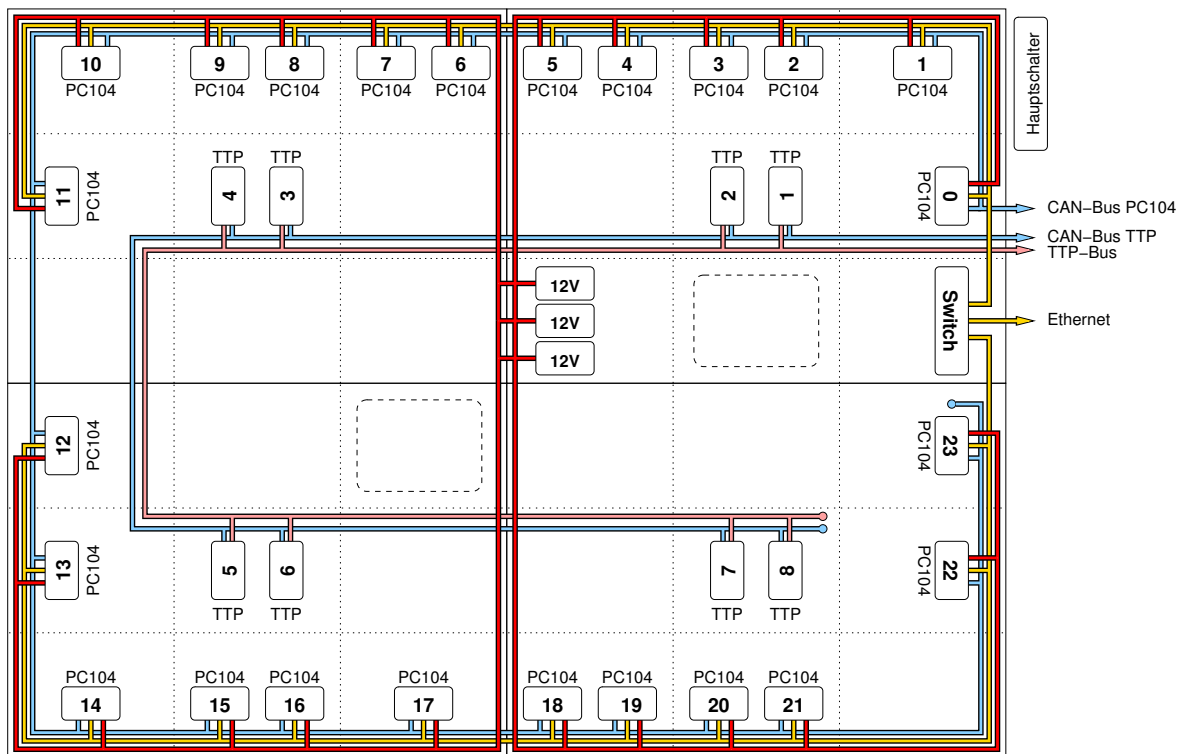 10
9
8
7
6
5
4
3
2
1
PC104
PC104
PC104
PC104
PC104
PC104
PC104
PC104
PC104
PC104
Hauptschalter
TTP
TTP
TTP
TTP
11
PC104
4
3
2
1
0
PC104
CAN–Bus PC104
CAN–Bus TTP
TTP–Bus
12V
12V
12V
Switch
Ethernet
12
PC104
23
PC104
13
PC104
5
6
7
8
22
PC104
TTP
TTP
TTP
TTP
PC104
PC104
PC104
PC104
PC104
PC104
PC104
PC104
14
15
16
17
18
19
20
21